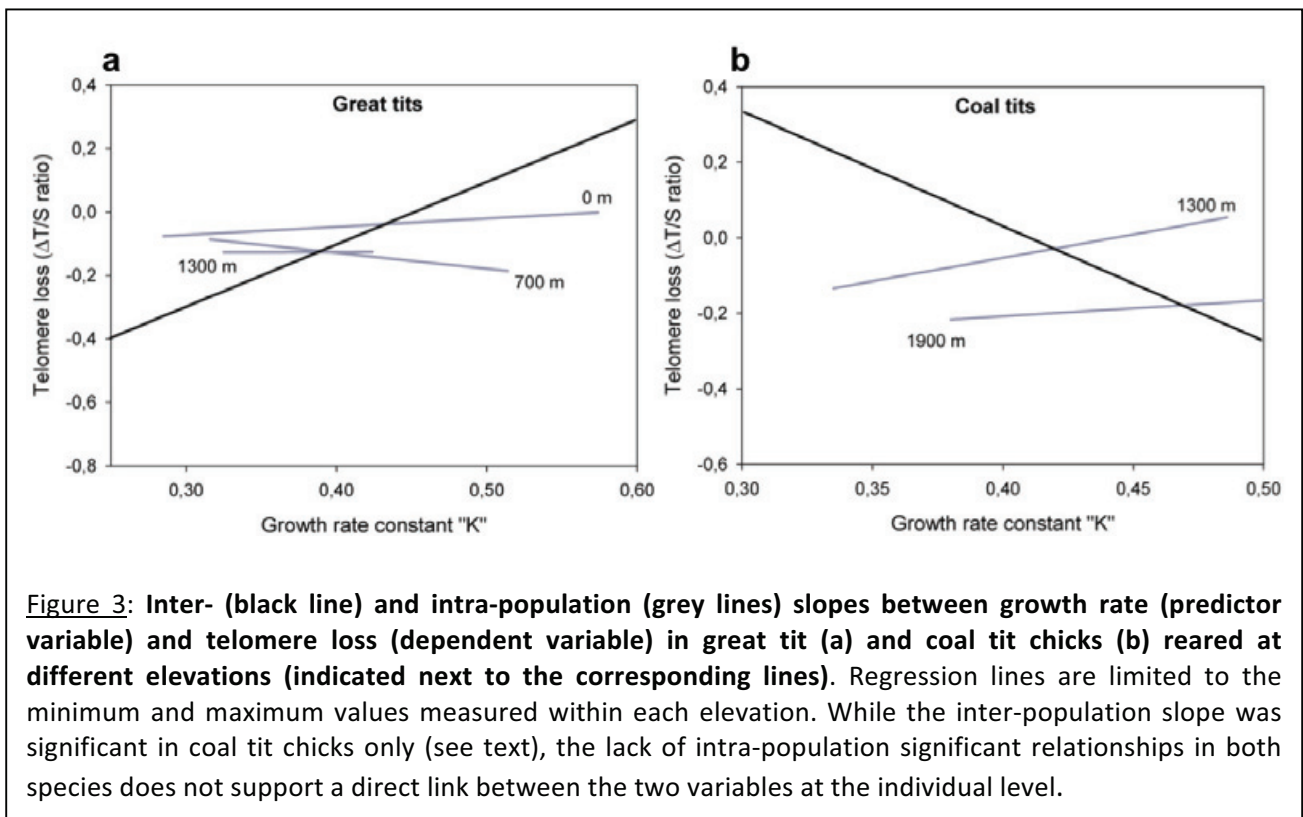 a
Great tits
0,4
0,2
0,0
-0,2
-0,4
-0,6
-0,8
Telomere loss (ΔT/S ratio)
0 m
1300 m
700 m
0,30 0,40 0,50 0,60
Growth rate constant "K"
b
Coal tits
0,4
0,2
0,0
-0,2
-0,4
-0,6
Telomere loss (ΔT/S ratio)
1300 m
1900 m
0,30 0,35 0,40 0,45 0,50
Growth rate constant "K"
Figure 3: Inter- (black line) and intra-population (grey lines) slopes between growth rate (predictor
variable) and telomere loss (dependent variable) in great tit (a) and coal tit chicks (b) reared at
different elevations (indicated next to the corresponding lines). Regression lines are limited to the
minimum and maximum values measured within each elevation. While the inter-population slope was
significant in coal tit chicks only (see text), the lack of intra-population significant relationships in both
species does not support a direct link between the two variables at the individual level.